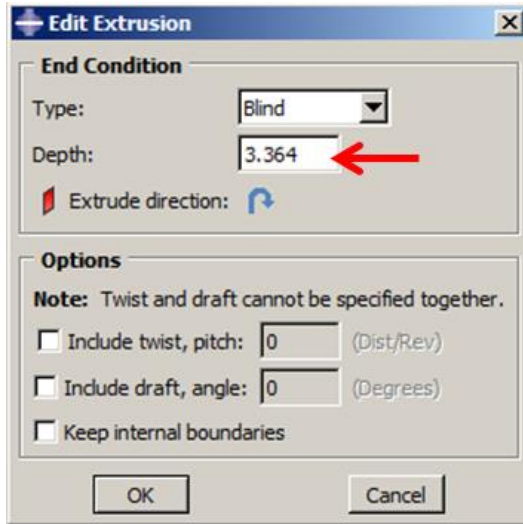 Edit Extrusion
End Condition
Type: Blind
Depth: 3.364
Extrude direction:
Options
Note: Twist and draft cannot be specified together.
Include twist, pitch: 0 (Dist/Rev)
Include draft, angle: 0 (Degrees)
Keep internal boundaries
OK Cancel